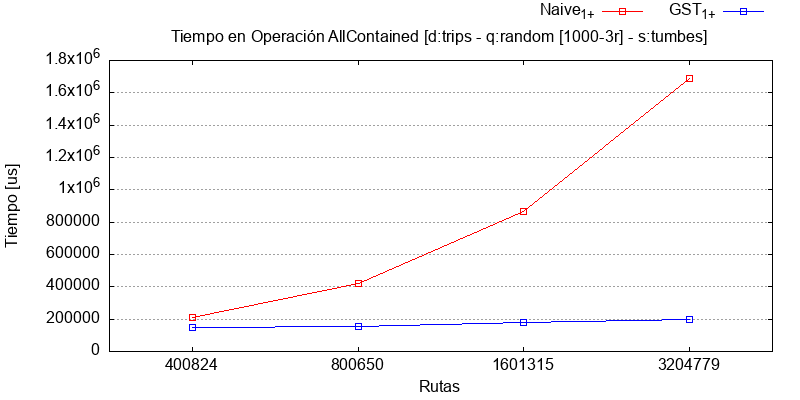 Naive1+ GST1+
Tiempo en Operación AllContained [d:trips - q:random [1000-3r] - s:tumbes]
1.8x10^6
1.6x10^6
1.4x10^6
1.2x10^6
1x10^6
800000
600000
400000
200000
0
Tiempo [us]
400824 800650 1601315 3204779
Rutas